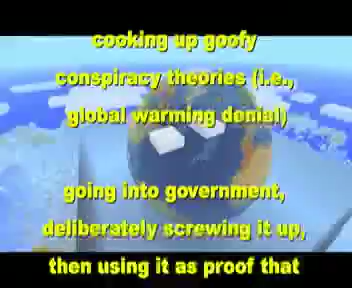 cooking up goofy
conspiracy theories (i.e.,
global warming denial)
going into government,
deliberately screwing it up,
then using it as proof that